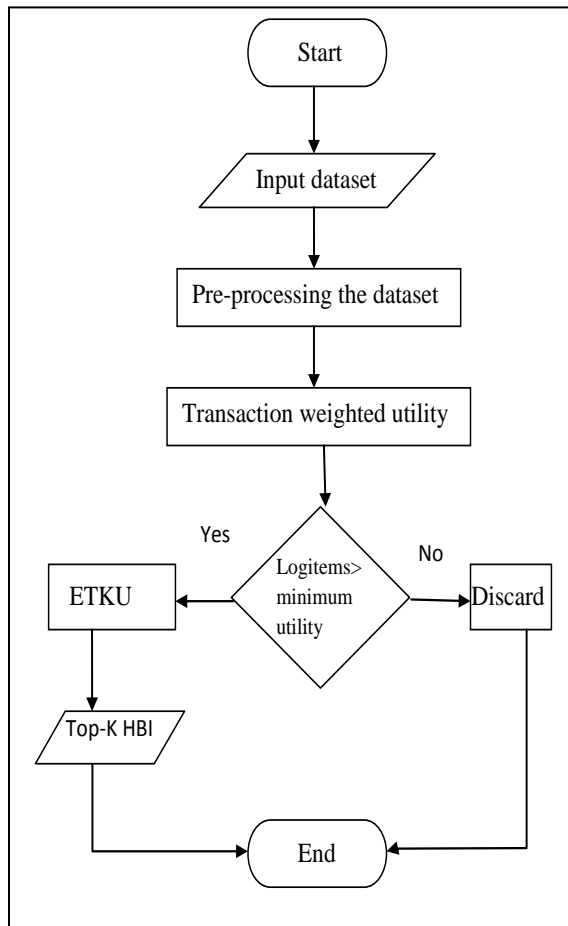 Start
Input dataset
Pre-processing the dataset
Transaction weighted utility
Yes
No
Logitems>
minimum
utility
ETKU
Discard
Top-K HBI
End